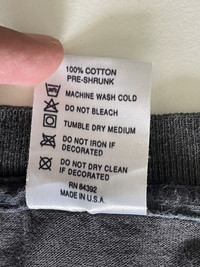 100% COTTON
PRE-SHRUNK
MACHINE WASH COLD
DO NOT BLEACH
TUMBLE DRY MEDIUM
DO NOT IRON IF
DECORATED
DO NOT DRY CLEAN
IF DECORATED
RN 84392
MADE IN U.S.A